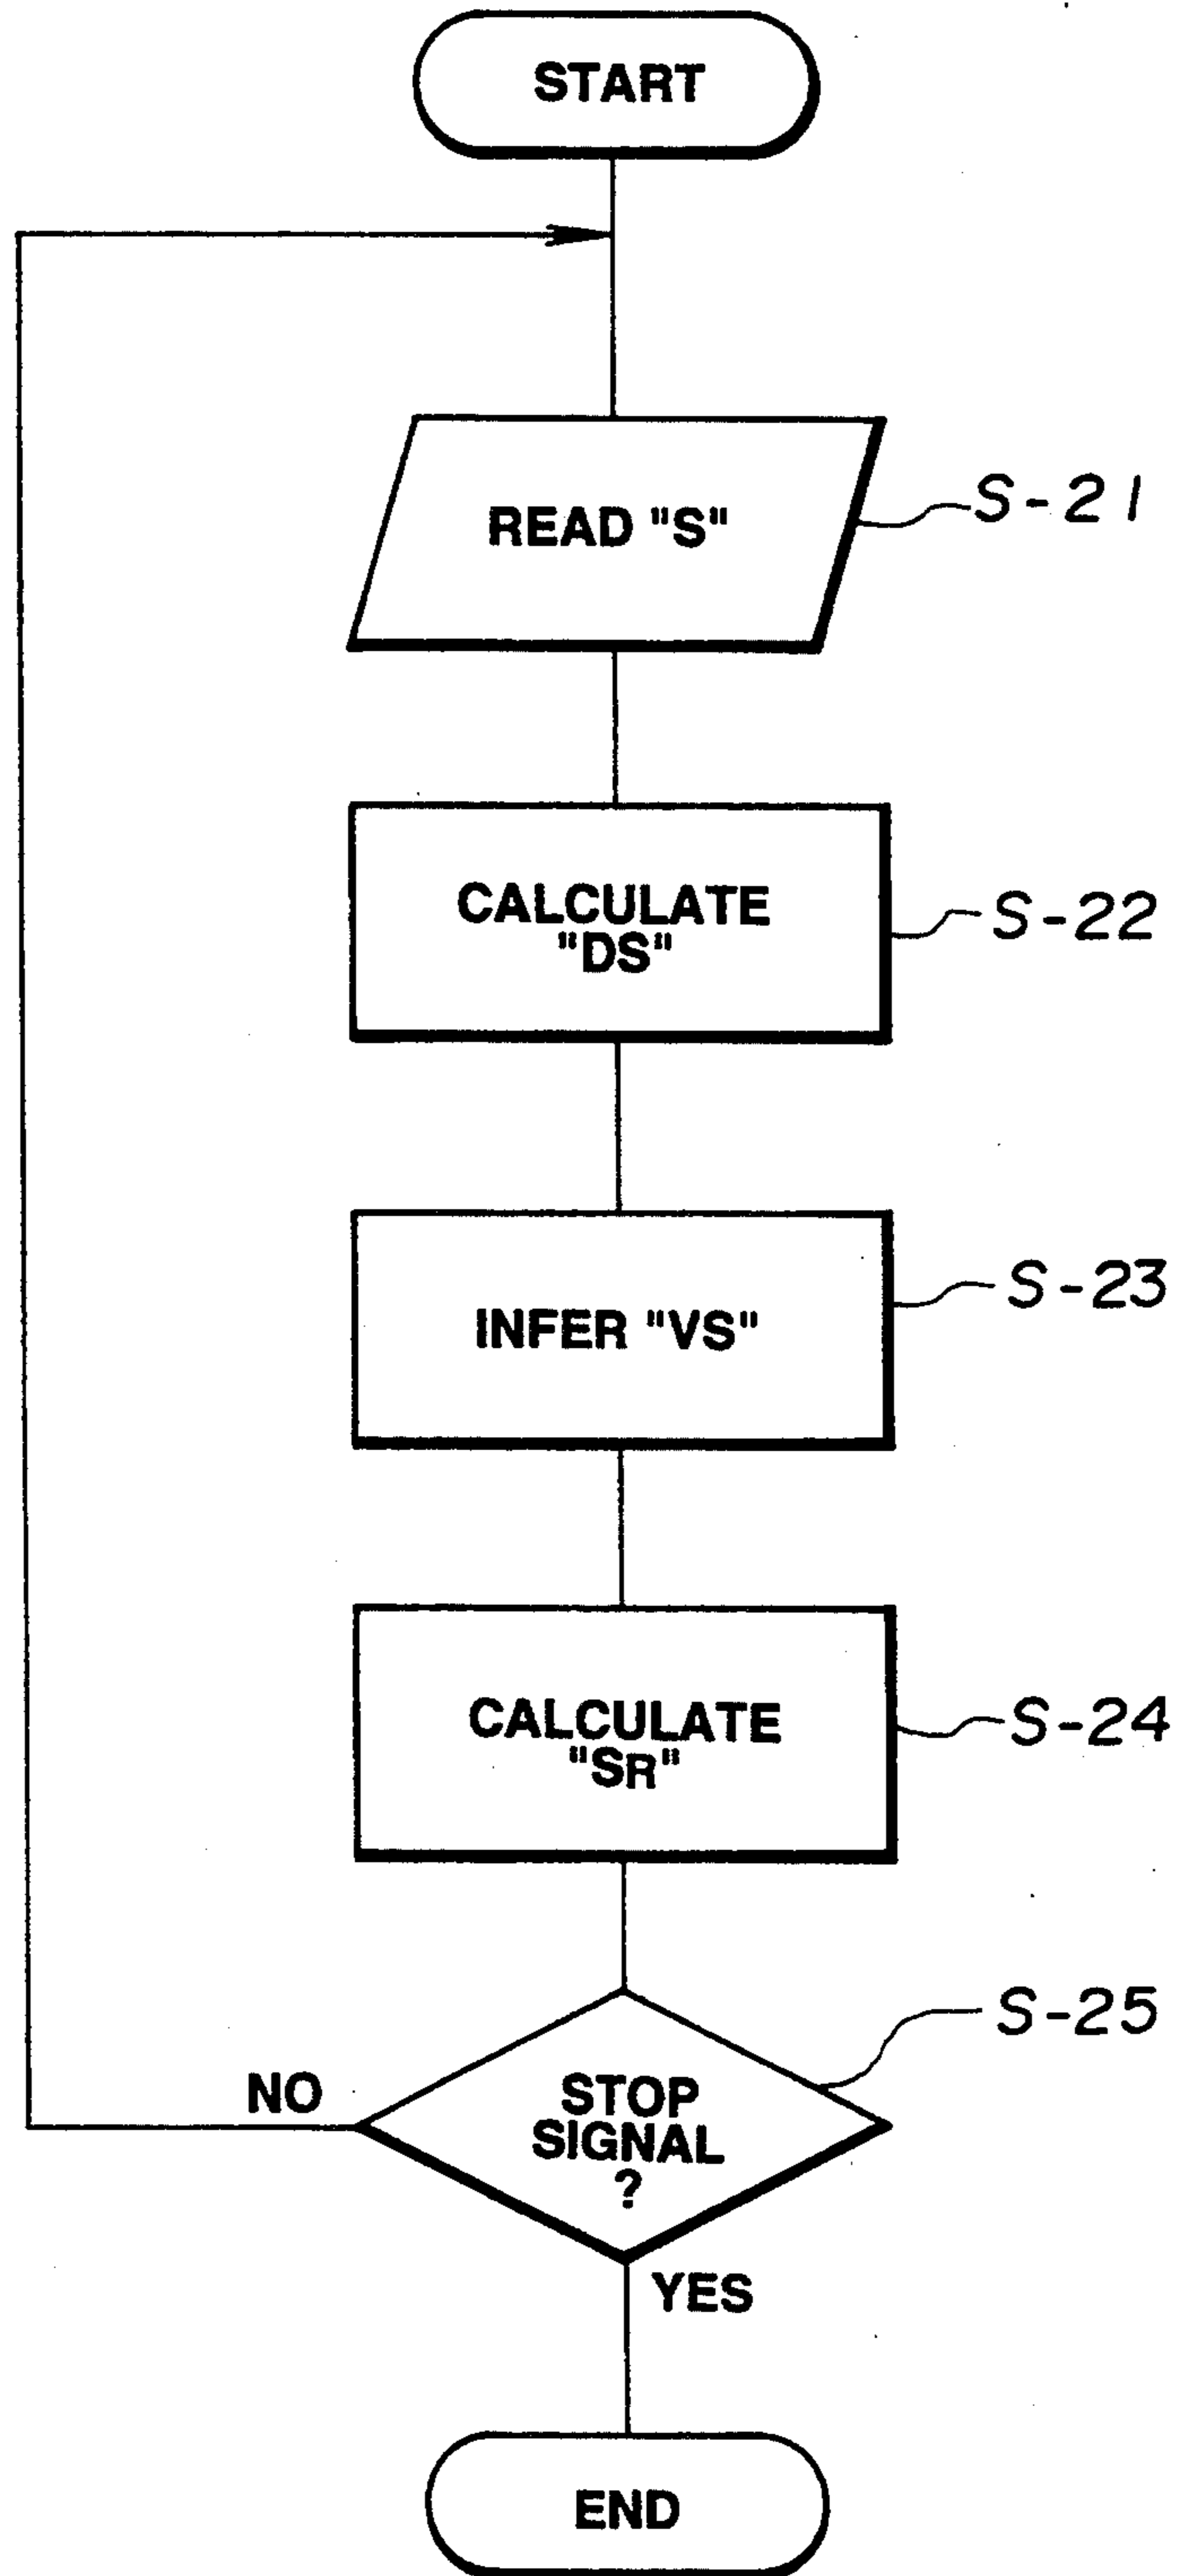 START
READ "S"
S-21
CALCULATE
"DS"
S-22
INFER "VS"
S-23
CALCULATE
"SR"
S-24
STOP
SIGNAL
?
S-25
NO
YES
END